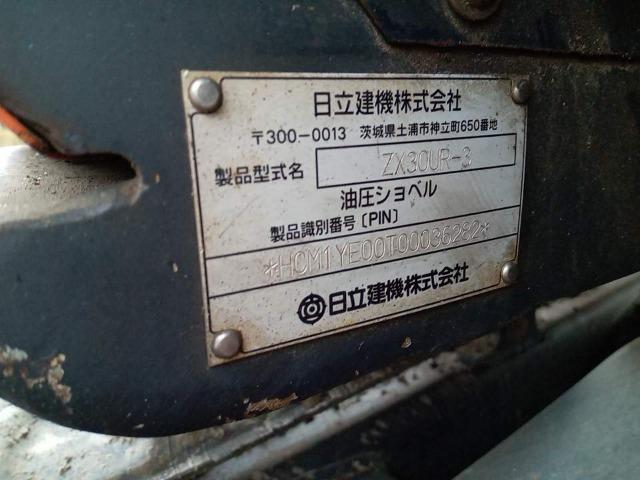 日立建機株式会社
〒300-0013 茨城県土浦市神立町650番地
製品型式名 ZX30UR-3
油圧ショベル
製品識別番号〔PIN〕
*HCM1YE00T00036282*
日立建機株式会社